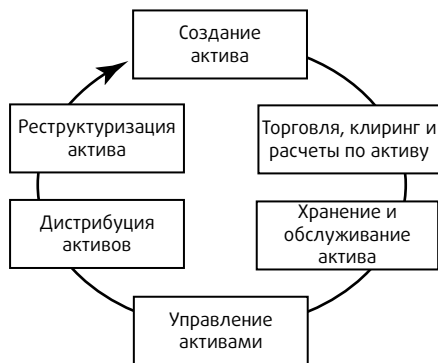 Создание
актива
Торговля, клиринг и
расчеты по активу
Хранение и
обслуживание
актива
Управление
активами
Дистрибуция
активов
Реструктуризация
актива